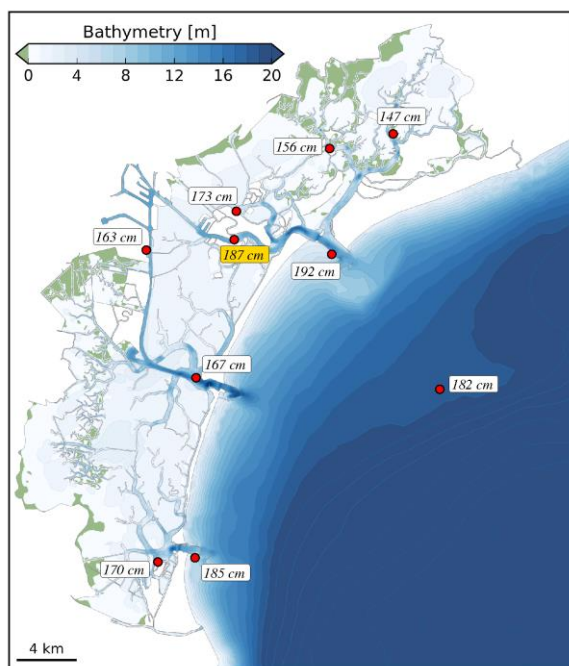 Bathymetry [m]
0 4 8 12 16 20
147 cm
156 cm
173 cm
163 cm
187 cm
192 cm
167 cm
182 cm
170 cm
185 cm
4 km